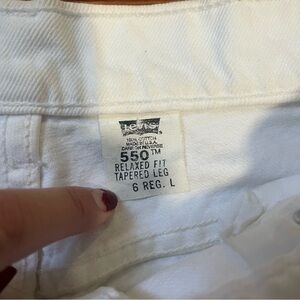 Levi's
100% COTTON
MADE IN U.S.A.
CARE ON REVERSE
550™
RELAXED FIT
TAPERED LEG
6 REG. L